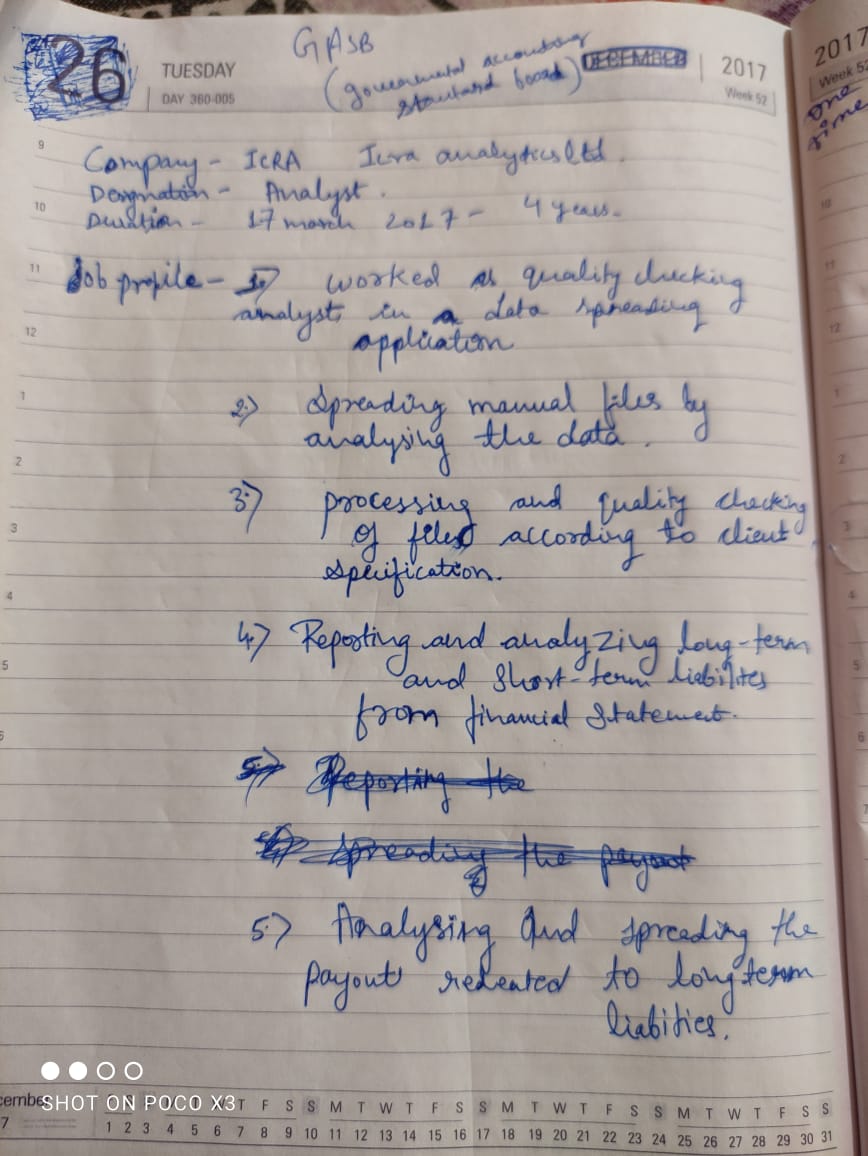 GASB
(governmental accounting
standard board)
26
TUESDAY
DAY 360-005
DECEMBER
2017
Week 52
2017
Week 52
one
time
9
Company - ICRA Icra analytics ltd.
Designation - Analyst.
10
Duration - 17 march 2017 - 4 years.
11
Job profile - 1.) worked as quality checking
analysts in a data spreading
12
application
1
2.) Spreading manual files by
analysing the data.
2
3.) processing and quality checking
3
of files according to client
specification.
4
4.) Reporting and analyzing long-term
5
and short-term liabilites
from financial statement.
6
5.) Reporting the
spreading the payout
5.) Analysing and spreading the
payouts redeated to long term
liabities.
SHOT ON POCO X3
cember
7
T F S S M T W T F S S M T W T F S S M T W T F S S
1 2 3 4 5 6 7 8 9 10 11 12 13 14 15 16 17 18 19 20 21 22 23 24 25 26 27 28 29 30 31